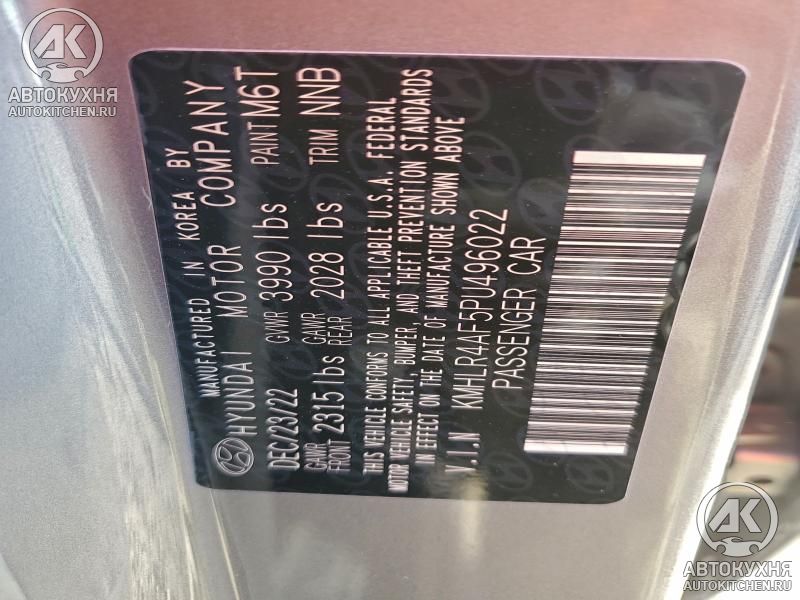 MANUFACTURED IN KOREA BY
HYUNDAI MOTOR COMPANY
DEC/23/22 GVWR 3990 lbs PAINT M6T
GAWR FRONT 2315 lbs GAWR REAR 2028 lbs TRIM NNB
THIS VEHICLE CONFORMS TO ALL APPLICABLE U.S.A. FEDERAL
MOTOR VEHICLE SAFETY, BUMPER, AND THEFT PREVENTION STANDARDS
IN EFFECT ON THE DATE OF MANUFACTURE SHOWN ABOVE
V.I.N KMHLR4AF5PU496022
PASSENGER CAR
АК
АВТОКУХНЯ
AUTOKITCHEN.RU
АК
АВТОКУХНЯ
AUTOKITCHEN.RU